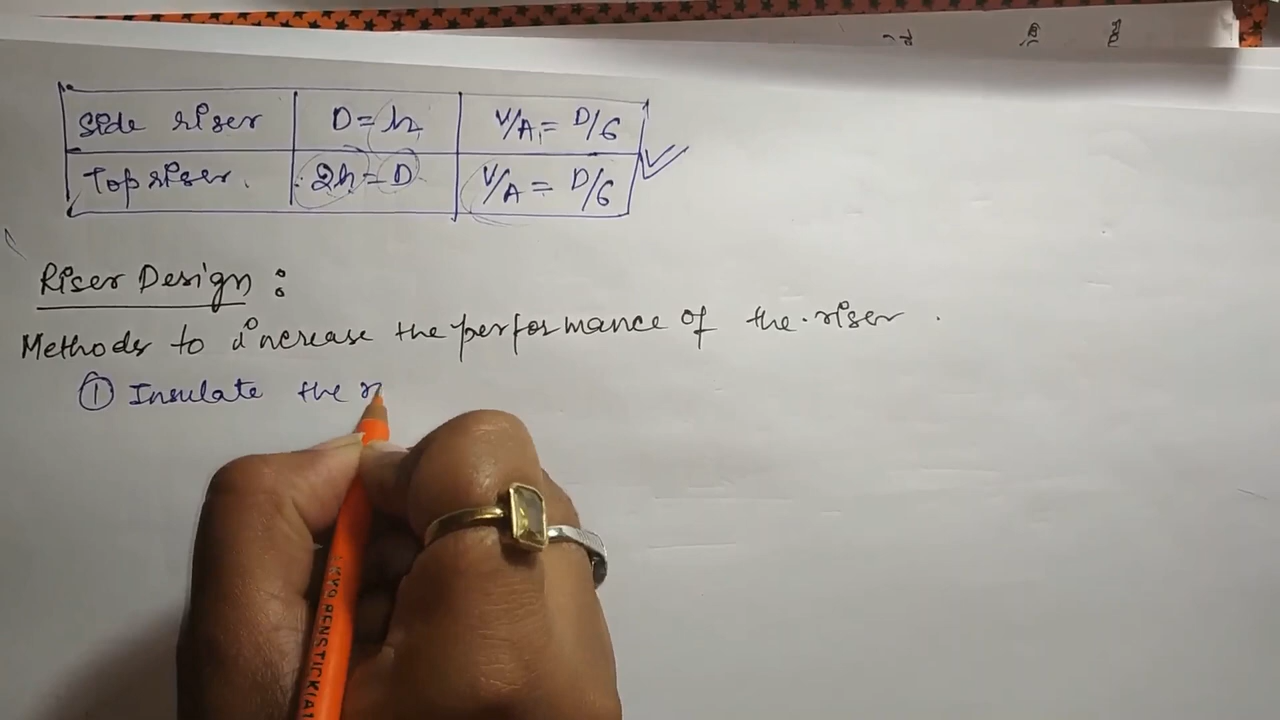 Side riser D=h V/A = D/6
Top riser. 2h=D V/A = D/6
Riser Design :
Methods to increase the performance of the riser .
① Insulate the r